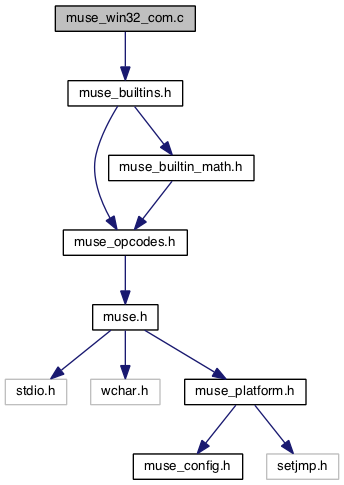 muse_win32_com.c
muse_builtins.h
muse_builtin_math.h
muse_opcodes.h
muse.h
stdio.h
wchar.h
muse_platform.h
muse_config.h
setjmp.h